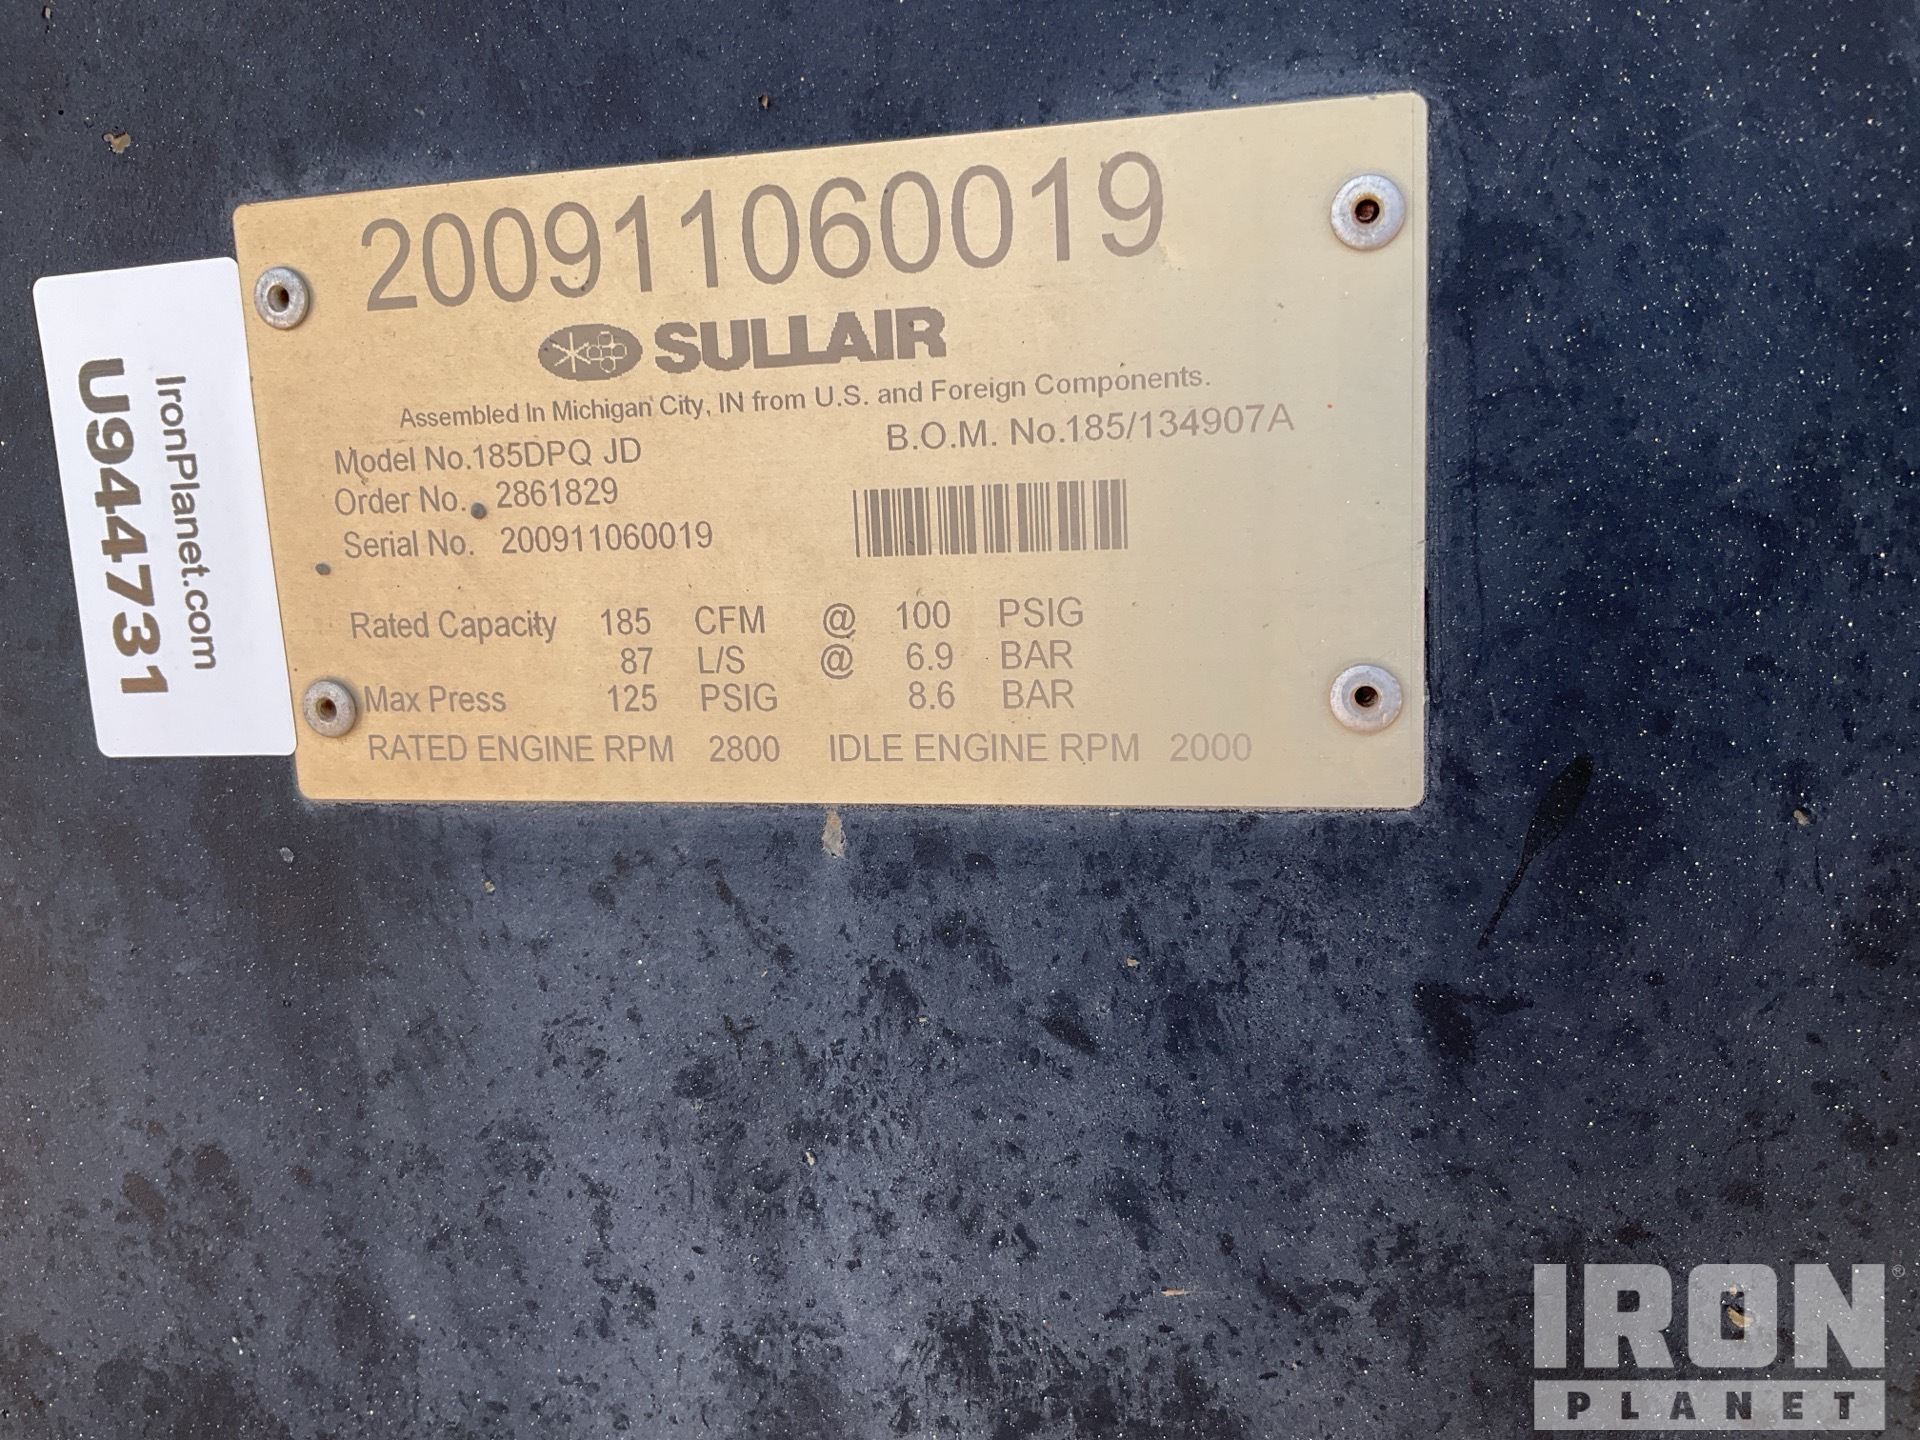 200911060019
SULLAIR
Assembled In Michigan City, IN from U.S. and Foreign Components.
Model No.185DPQ JD B.O.M. No.185/134907A
Order No. 2861829
Serial No. 200911060019
Rated Capacity 185 CFM @ 100 PSIG
87 L/S @ 6.9 BAR
Max Press 125 PSIG 8.6 BAR
RATED ENGINE RPM 2800 IDLE ENGINE RPM 2000
IronPlanet.com
U944731
IRON®
PLANET